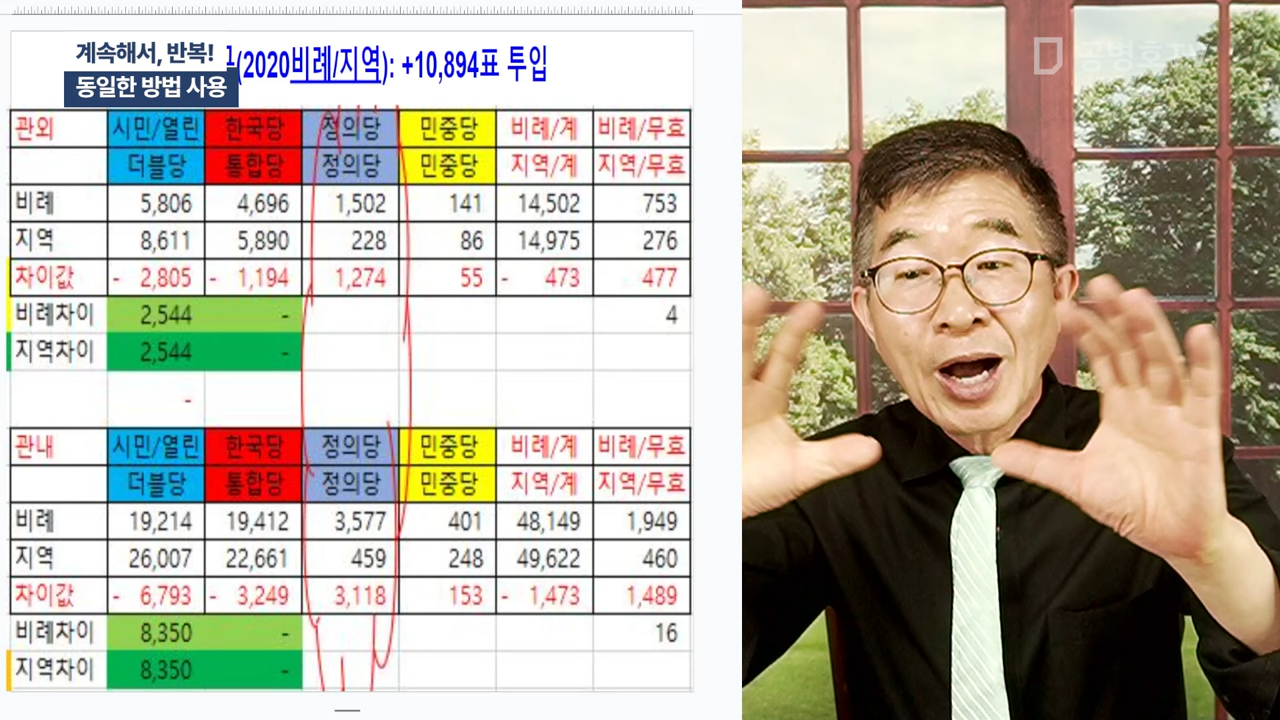 계속해서, 반복!
동일한 방법 사용
(2020비례/지역): +10,894표 투입
관외 시민/열린 한국당 정의당 민중당 비례/계 비례/무효
더블당 통합당 정의당 민중당 지역/계 지역/무효
비례 5,806 4,696 1,502 141 14,502 753
지역 8,611 5,890 228 86 14,975 276
차이값 - 2,805 - 1,194 1,274 55 - 473 477
비례차이 2,544 - 4
지역차이 2,544 -
-
관내 시민/열린 한국당 정의당 민중당 비례/계 비례/무효
더블당 통합당 정의당 민중당 지역/계 지역/무효
비례 19,214 19,412 3,577 401 48,149 1,949
지역 26,007 22,661 459 248 49,622 460
차이값 - 6,793 - 3,249 3,118 153 - 1,473 1,489
비례차이 8,350 - 16
지역차이 8,350 -
공병호TV